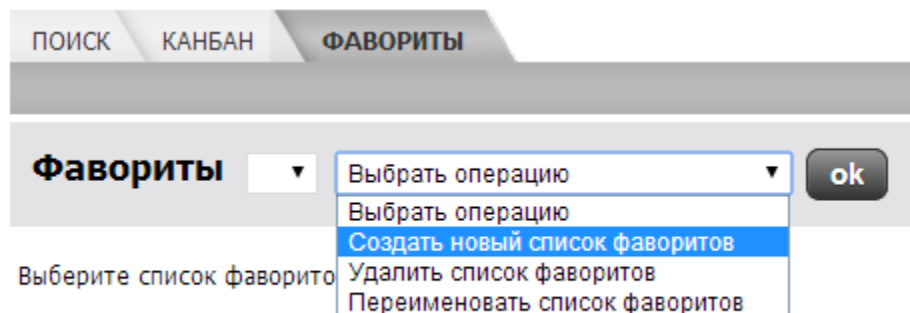 ПОИСК КАНБАН ФАВОРИТЫ
Фавориты Выбрать операцию ok
Выбрать операцию
Создать новый список фаворитов
Выберите список фаворито Удалить список фаворитов
Переименовать список фаворитов